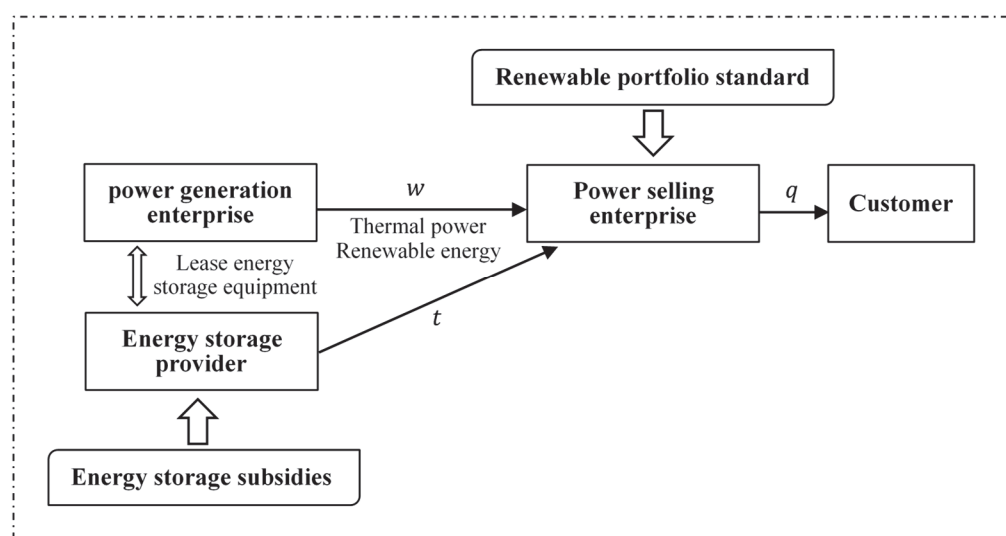 Renewable portfolio standard
power generation
enterprise
w
Thermal power
Renewable energy
Power selling
enterprise
q
Customer
Lease energy
storage equipment
t
Energy storage
provider
Energy storage subsidies